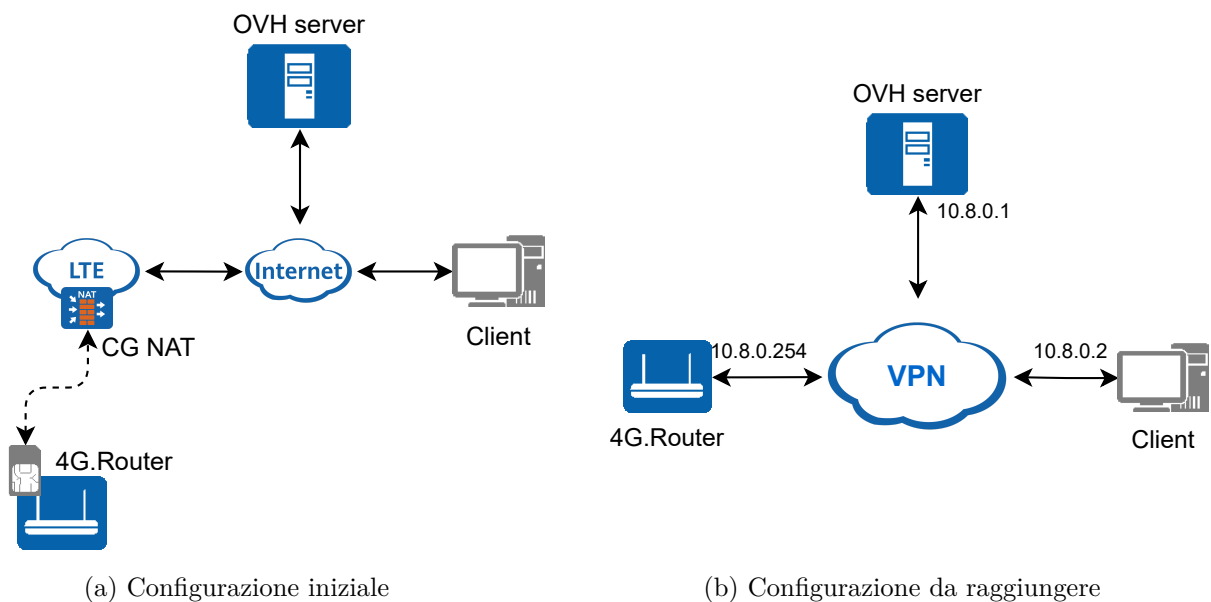 OVH server
LTE
NAT
Internet
CG NAT
Client
4G.Router
(a) Configurazione iniziale
OVH server
10.8.0.1
10.8.0.254
VPN
10.8.0.2
4G.Router
Client
(b) Configurazione da raggiungere